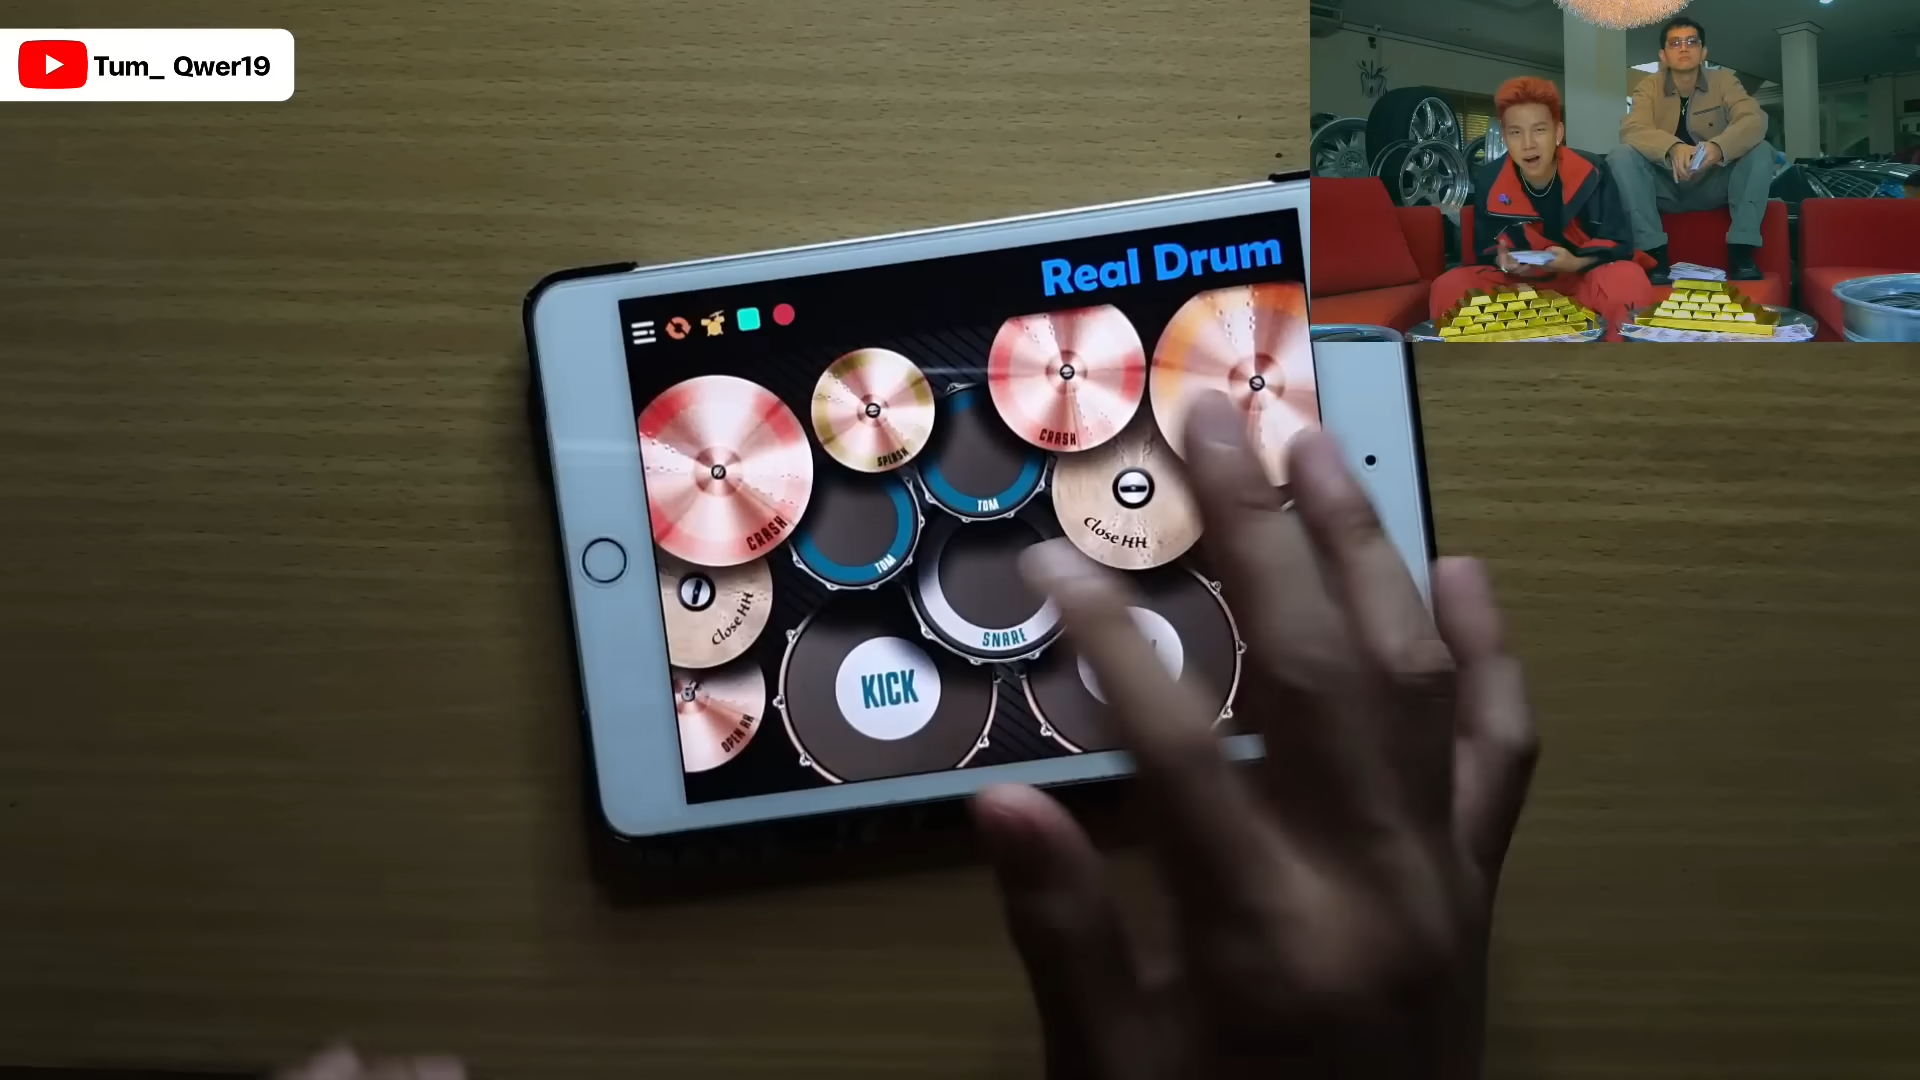 Tum_ Qwer19
Real Drum
CRASH
SPLASH
CRASH
TOM
TOM
Close HH
Close HH
SNARE
KICK
OPEN HH